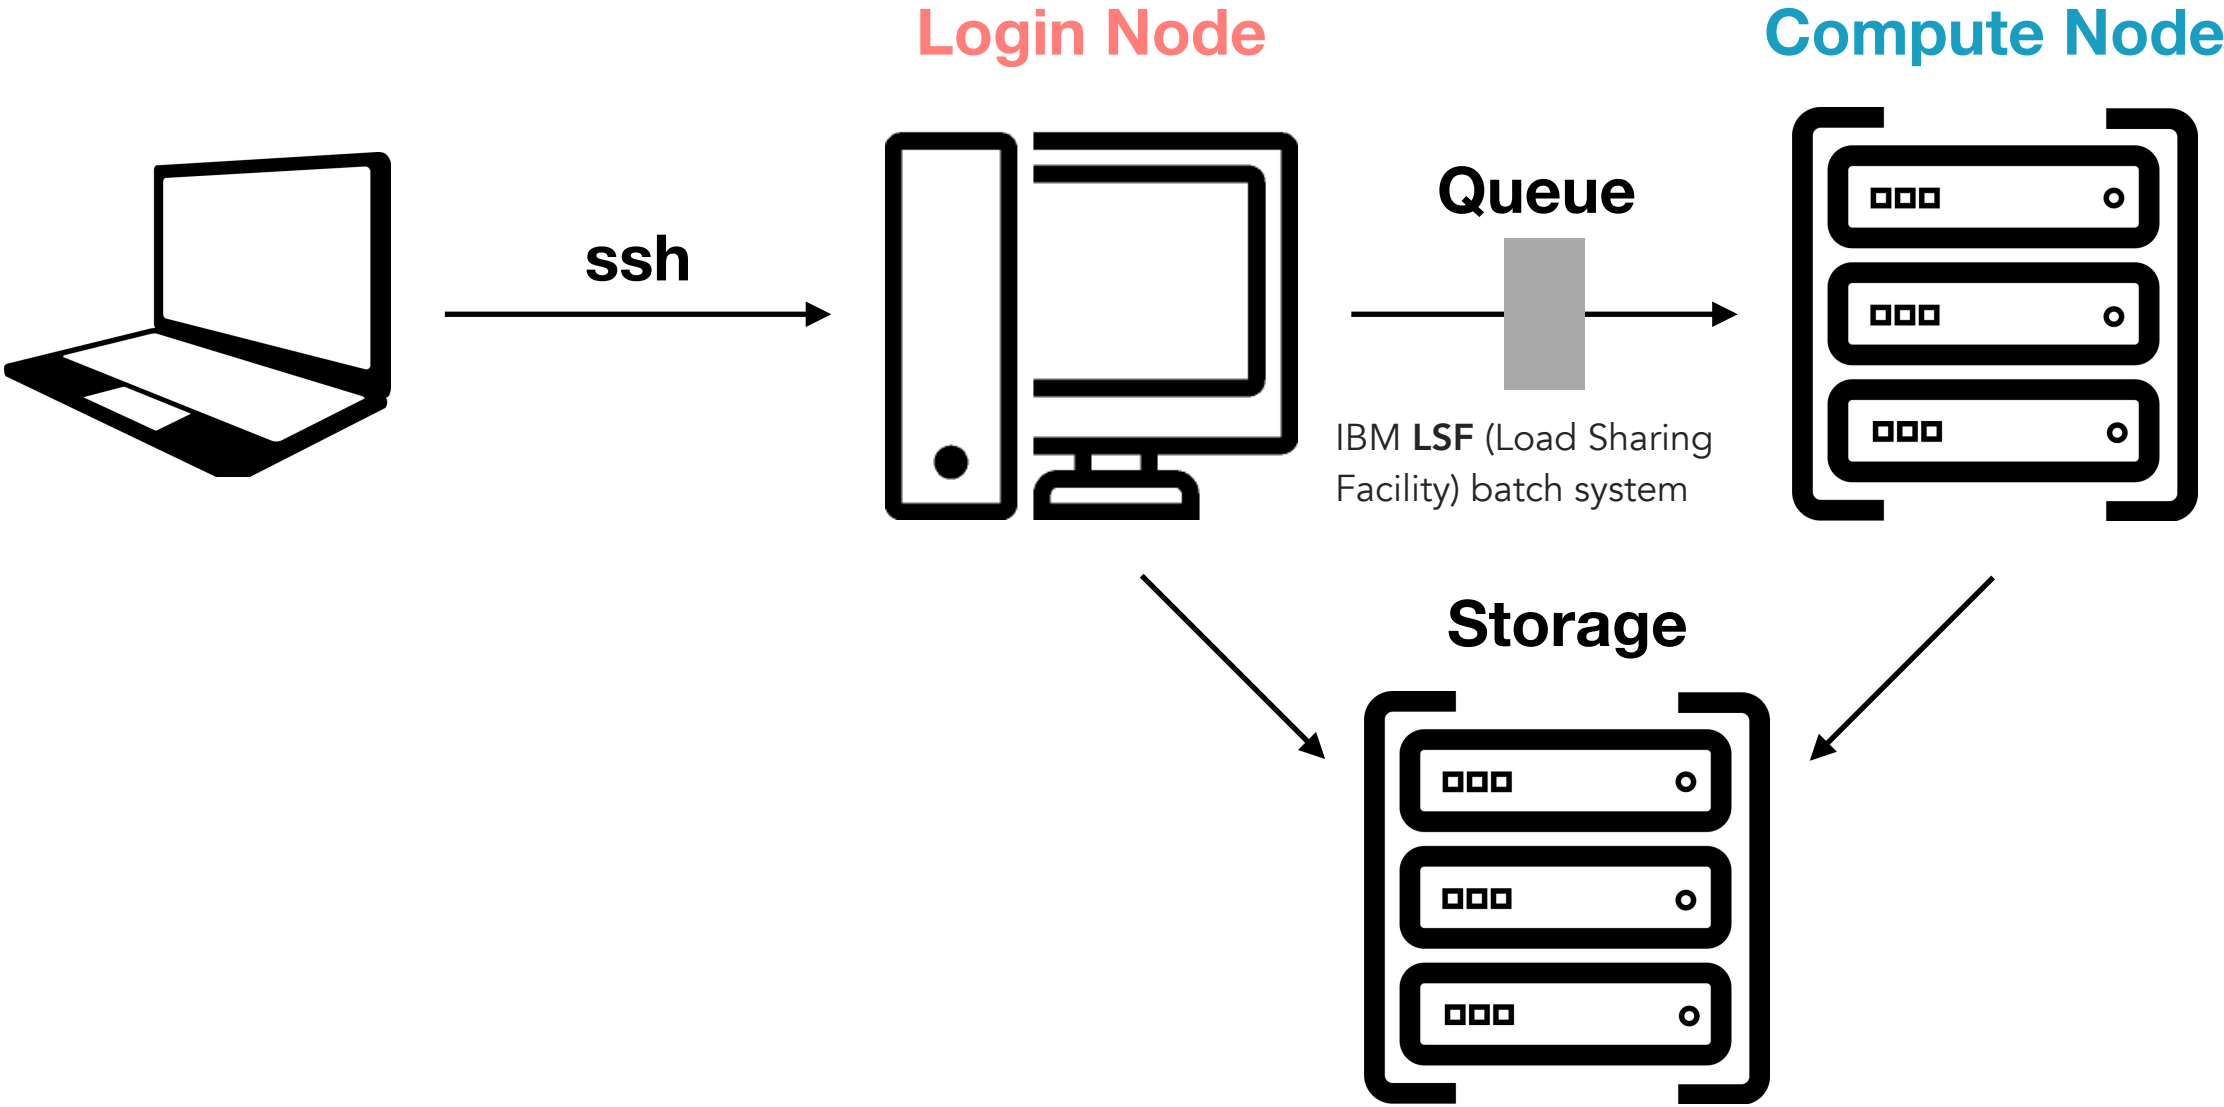 Login Node
Compute Node
ssh
Queue
IBM LSF (Load Sharing
Facility) batch system
Storage